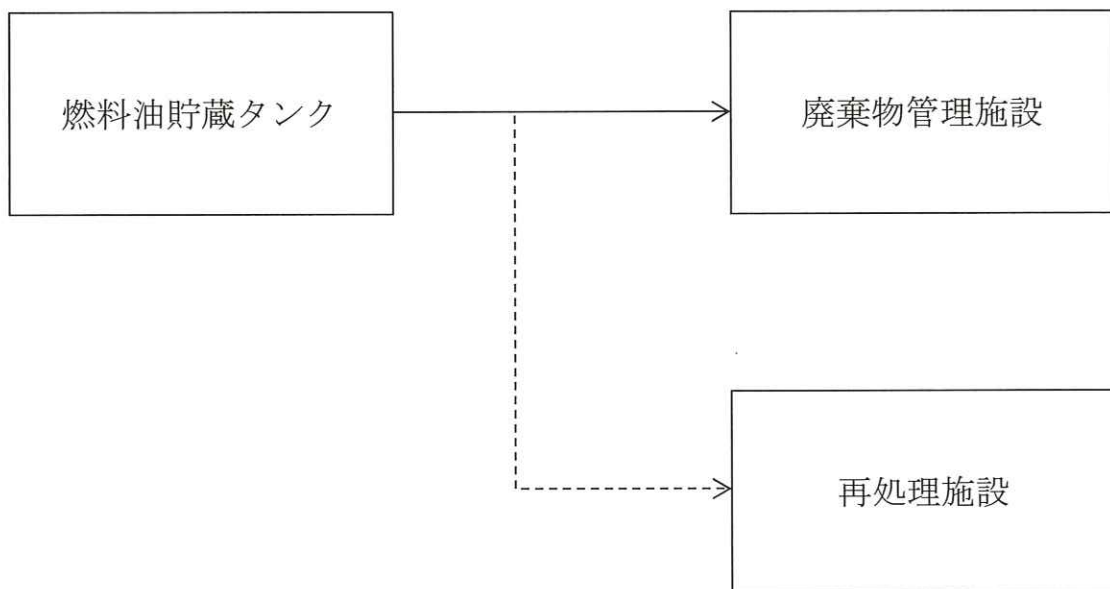 燃料油貯蔵タンク
廃棄物管理施設
再処理施設